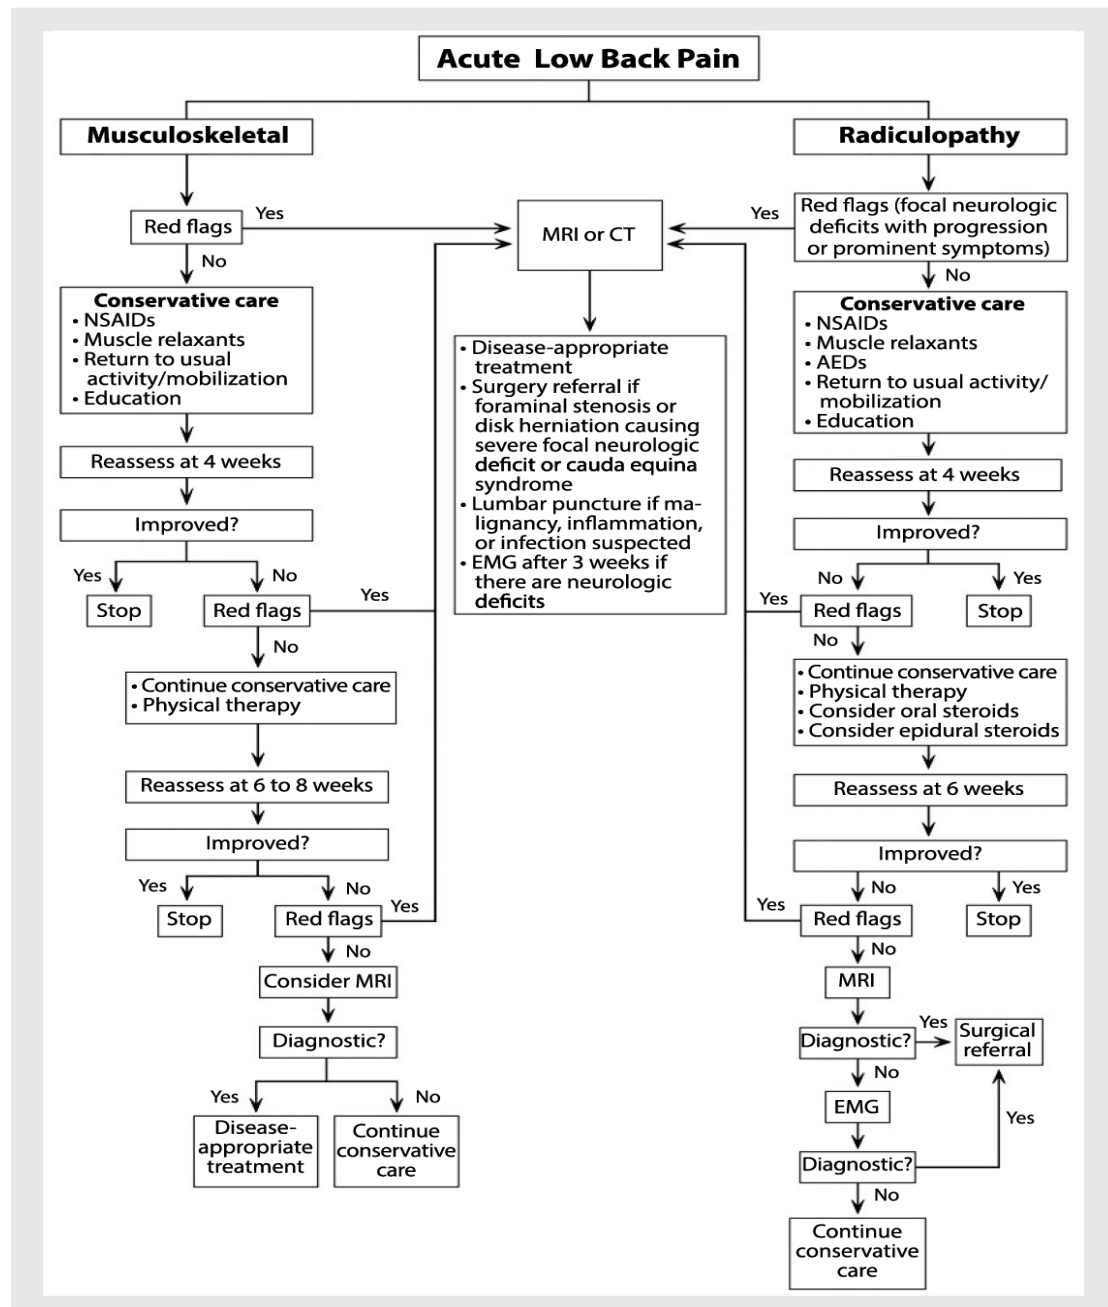 Acute Low Back Pain
Musculoskeletal
Radiculopathy
Red flags
Yes
No
MRI or CT
Yes
Red flags (focal neurologic
deficits with progression
or prominent symptoms)
No
Conservative care
• NSAIDs
• Muscle relaxants
• Return to usual
activity/mobilization
• Education
Reassess at 4 weeks
Improved?
Yes
No
Stop
Red flags
Yes
No
• Continue conservative care
• Physical therapy
Reassess at 6 to 8 weeks
Improved?
Yes
No
Stop
Red flags
Yes
No
Consider MRI
Diagnostic?
Yes
No
Disease-
appropriate
treatment
Continue
conservative
care
• Disease-appropriate
treatment
• Surgery referral if
foraminal stenosis or
disk herniation causing
severe focal neurologic
deficit or cauda equina
syndrome
• Lumbar puncture if ma-
lignancy, inflammation,
or infection suspected
• EMG after 3 weeks if
there are neurologic
deficits
Conservative care
• NSAIDs
• Muscle relaxants
• AEDs
• Return to usual activity/
mobilization
• Education
Reassess at 4 weeks
Improved?
No
Yes
Yes
Red flags
Stop
No
• Continue conservative care
• Physical therapy
• Consider oral steroids
• Consider epidural steroids
Reassess at 6 weeks
Improved?
No
Yes
Yes
Red flags
Stop
No
MRI
Diagnostic?
Yes
Surgical
referral
No
EMG
Yes
Diagnostic?
No
Continue
conservative
care